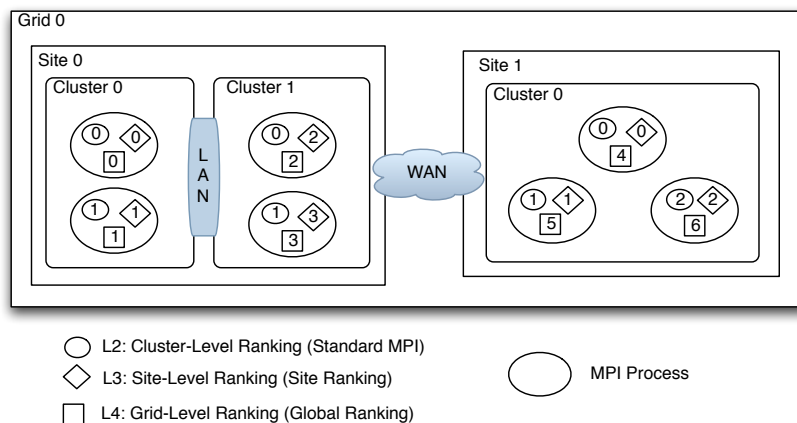 Grid 0
Site 0
Cluster 0
0 0
0
1 1
1
L
A
N
Cluster 1
0 2
2
1 3
3
WAN
Site 1
Cluster 0
0 0
4
1 1
5
2 2
6
L2: Cluster-Level Ranking (Standard MPI)
L3: Site-Level Ranking (Site Ranking)
L4: Grid-Level Ranking (Global Ranking)
MPI Process